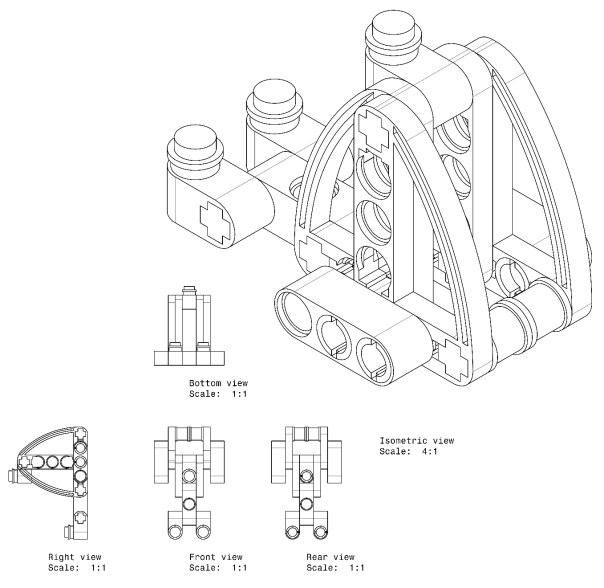 Bottom view
Scale: 1:1
Isometric view
Scale: 4:1
Right view
Scale: 1:1
Front view
Scale: 1:1
Rear view
Scale: 1:1